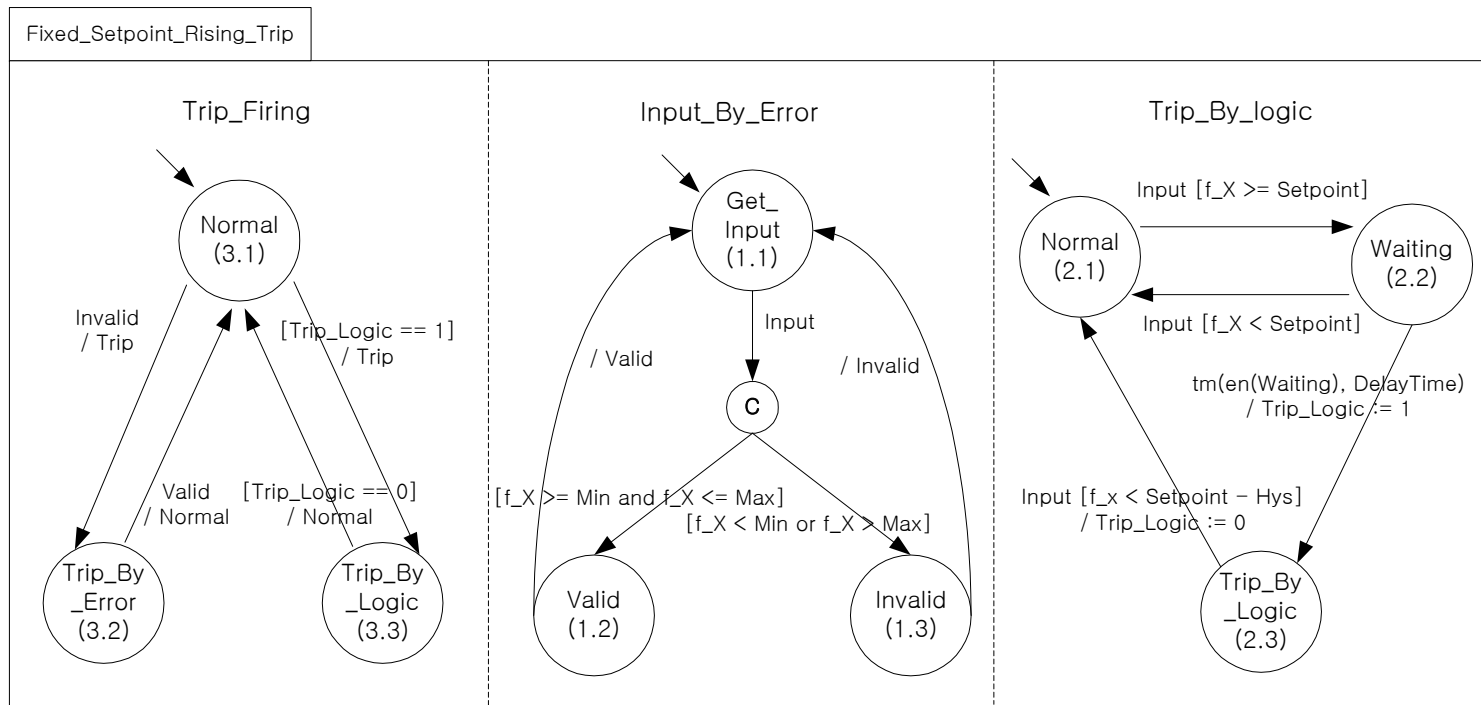 Fixed_Setpoint_Rising_Trip
Trip_Firing
Normal
(3.1)
Invalid
/ Trip
[Trip_Logic == 1]
/ Trip
Valid
/ Normal
[Trip_Logic == 0]
/ Normal
Trip_By
_Error
(3.2)
Trip_By
_Logic
(3.3)
Input_By_Error
Get_
Input
(1.1)
Input
/ Valid
/ Invalid
C
[f_X >= Min and f_X <= Max]
[f_X < Min or f_X > Max]
Valid
(1.2)
Invalid
(1.3)
Trip_By_logic
Input [f_X >= Setpoint]
Normal
(2.1)
Waiting
(2.2)
Input [f_X < Setpoint]
tm(en(Waiting), DelayTime)
/ Trip_Logic := 1
Input [f_x < Setpoint - Hys]
/ Trip_Logic := 0
Trip_By
_Logic
(2.3)